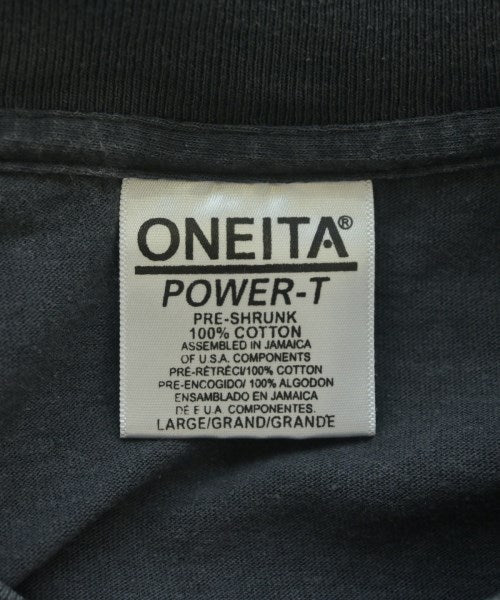 ONEITA®
POWER-T
PRE-SHRUNK
100% COTTON
ASSEMBLED IN JAMAICA
OF U.S.A. COMPONENTS
PRÉ-RÉTRÉCI/100% COTTON
PRE-ENCOGIDO/ 100% ALGODON
ENSAMBLADO EN JAMAICA
DE E U.A COMPONENTES.
LARGE/GRAND/GRANDE